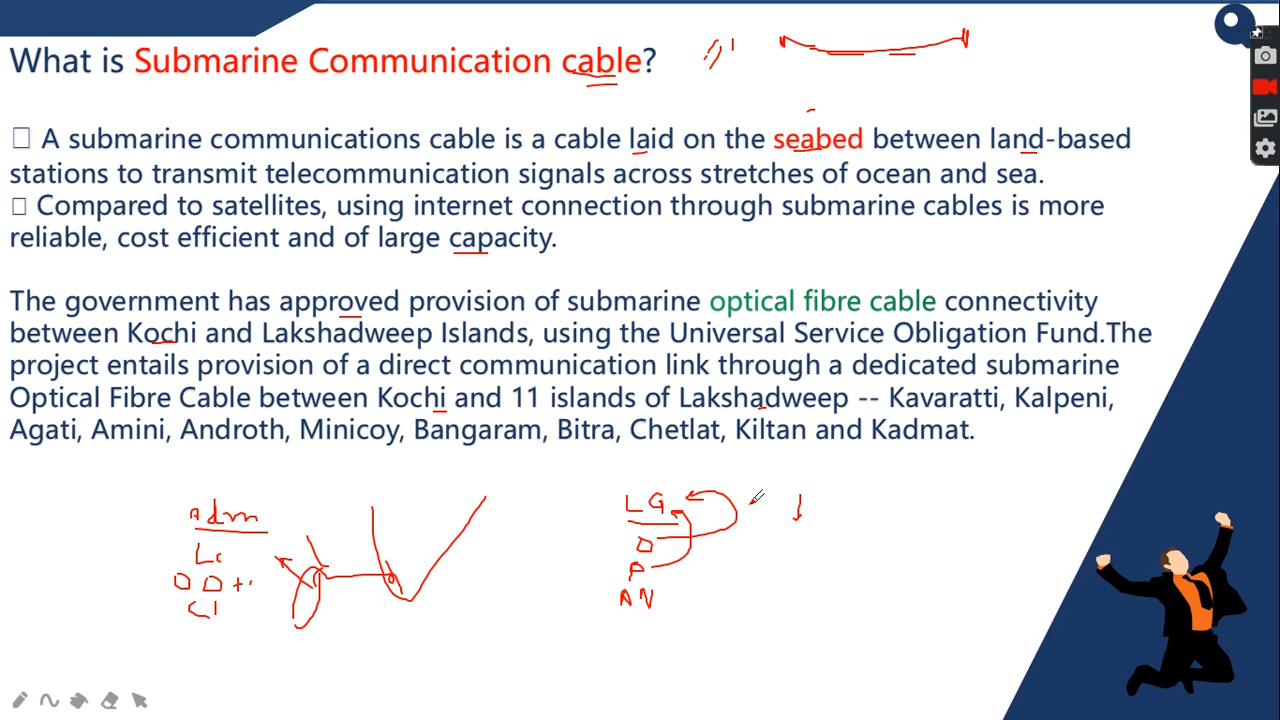 What is Submarine Communication cable?
A submarine communications cable is a cable laid on the seabed between land-based
stations to transmit telecommunication signals across stretches of ocean and sea.
Compared to satellites, using internet connection through submarine cables is more
reliable, cost efficient and of large capacity.
The government has approved provision of submarine optical fibre cable connectivity
between Kochi and Lakshadweep Islands, using the Universal Service Obligation Fund.The
project entails provision of a direct communication link through a dedicated submarine
Optical Fibre Cable between Kochi and 11 islands of Lakshadweep -- Kavaratti, Kalpeni,
Agati, Amini, Androth, Minicoy, Bangaram, Bitra, Chetlat, Kiltan and Kadmat.
Adm
LG
D
P
AN